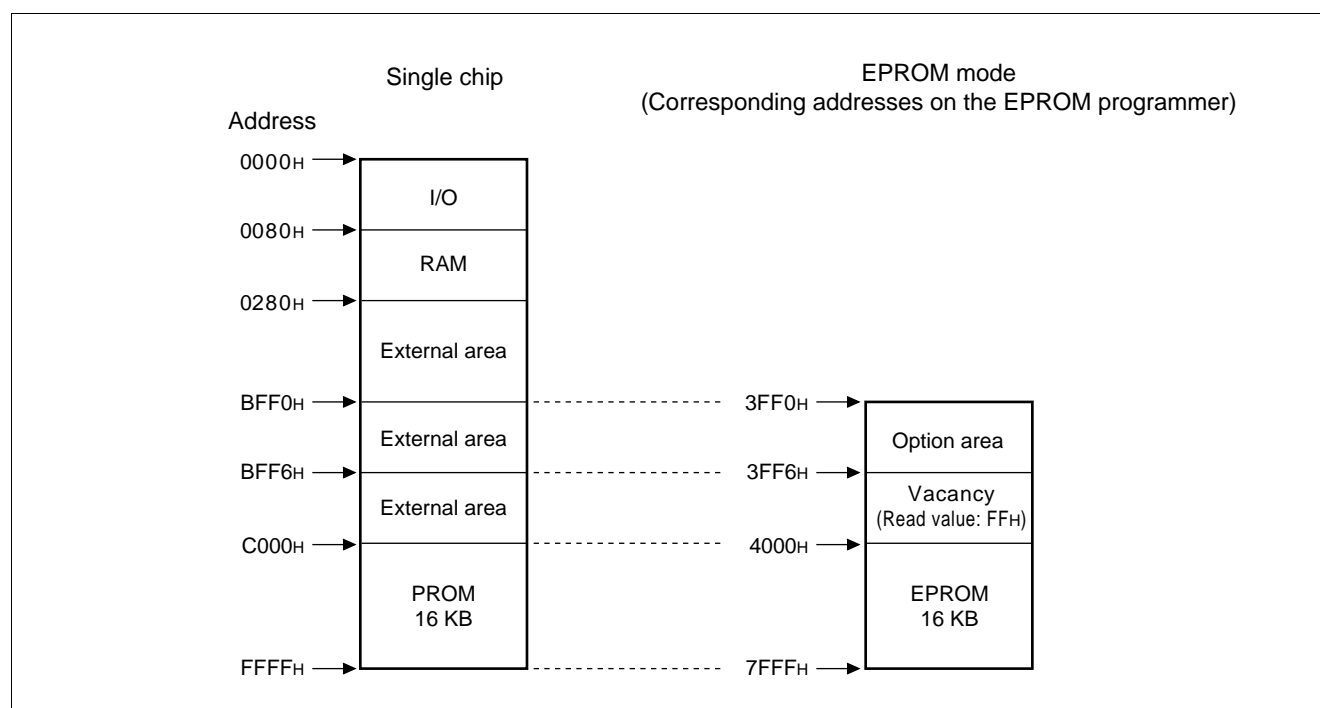 Single chip
EPROM mode
(Corresponding addresses on the EPROM programmer)
Address
0000H
I/O
0080H
RAM
0280H
External area
BFF0H
3FF0H
External area
Option area
BFF6H
3FF6H
External area
Vacancy
(Read value: FFH)
C000H
4000H
PROM
16 KB
EPROM
16 KB
FFFFH
7FFFH